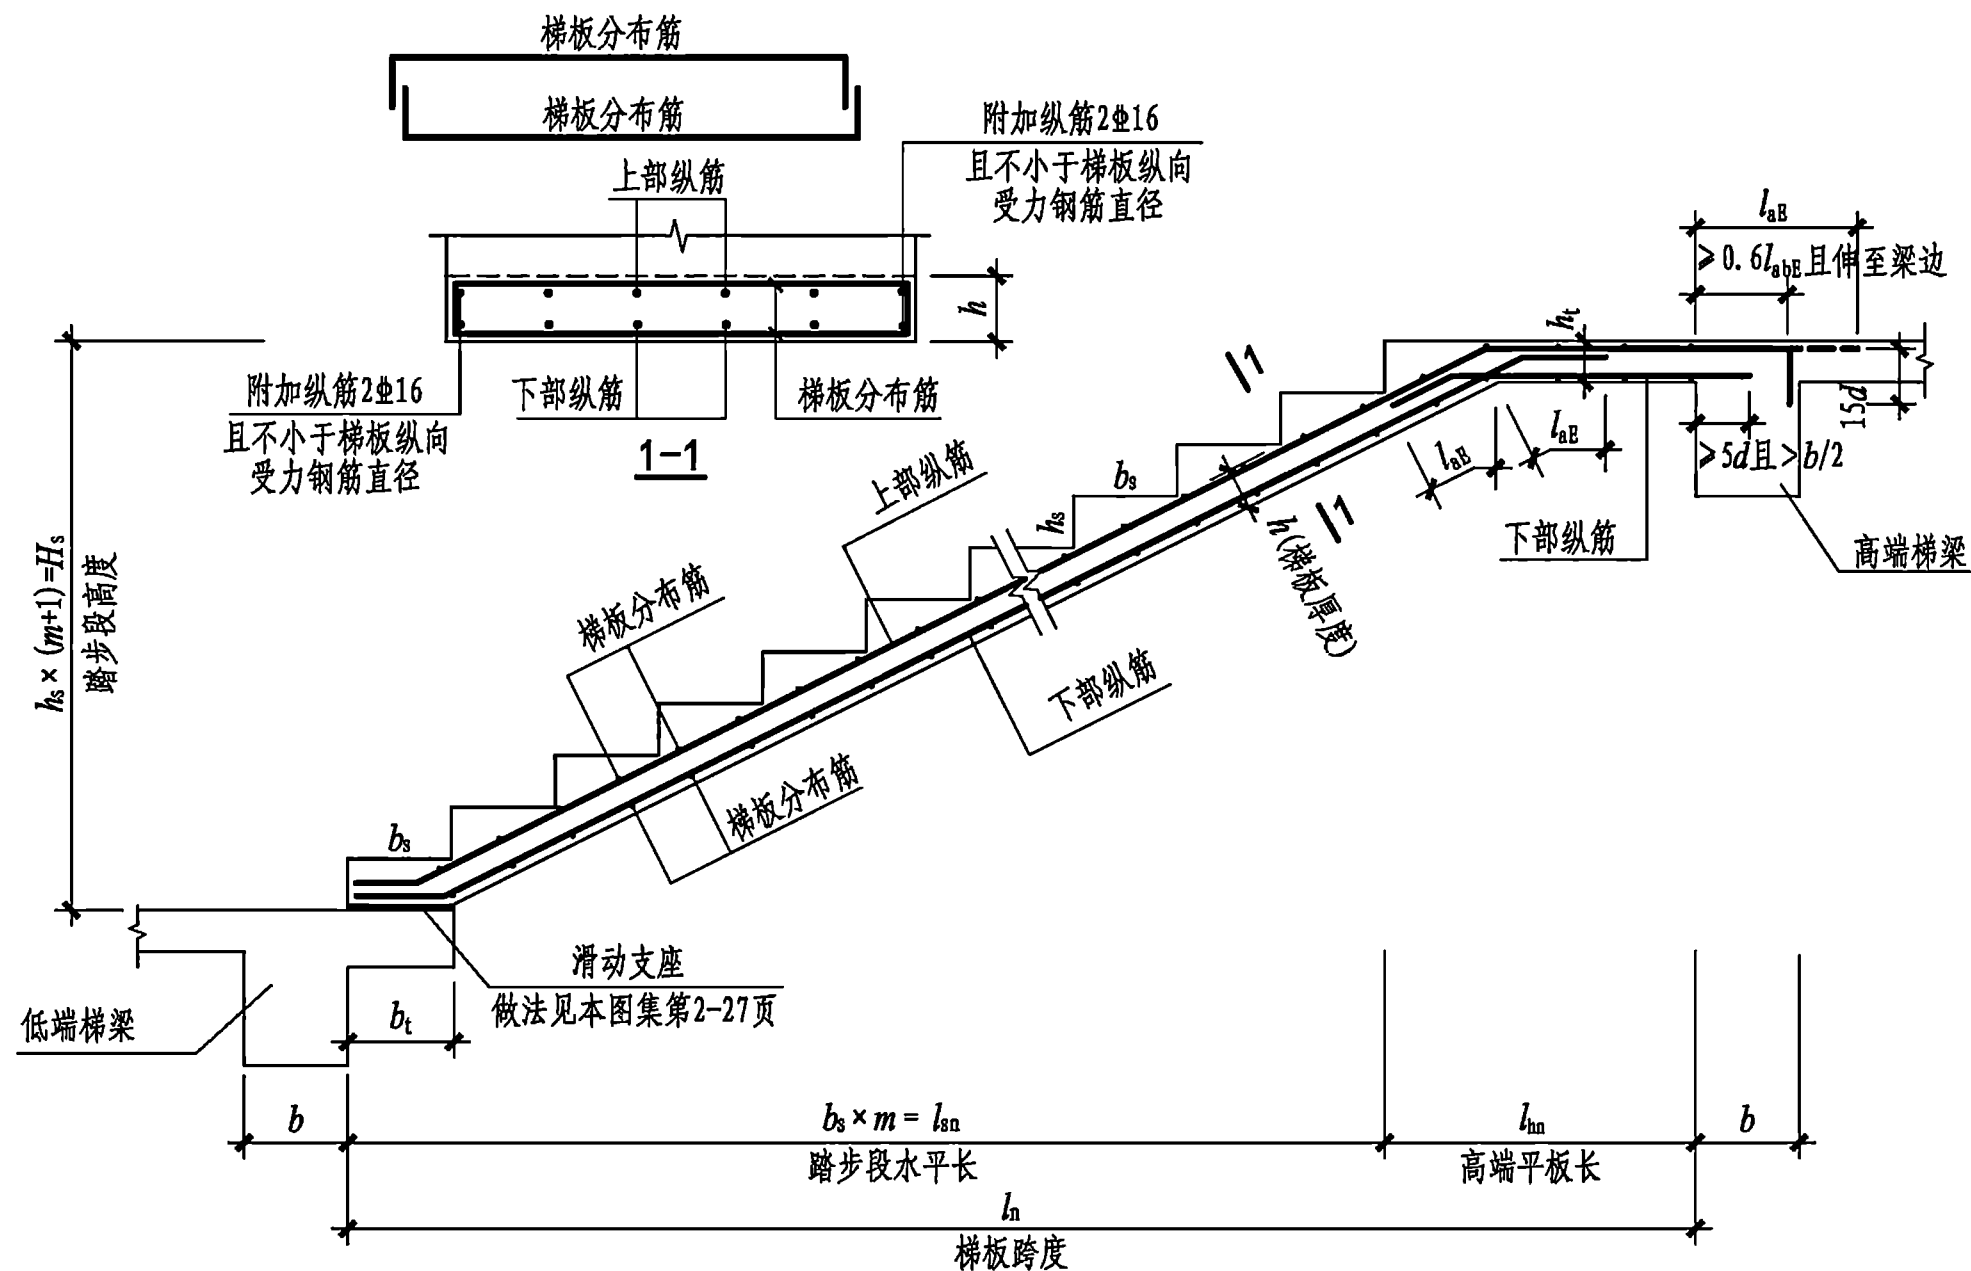 梯板分布筋
梯板分布筋
附加纵筋2Φ16
且不小于梯板纵向
受力钢筋直径
上部纵筋
h
附加纵筋2Φ16
且不小于梯板纵向
受力钢筋直径
下部纵筋
梯板分布筋
1-1
laE
≥0.6labE且伸至梁边
ht
1
15d
laE
laE
≥5d且>b/2
下部纵筋
高端梯梁
上部纵筋
bs
hs
1
h(梯板厚度)
hs×(m+1)=Hs
踏步段高度
梯板分布筋
下部纵筋
梯板分布筋
bs
滑动支座
做法见本图集第2-27页
低端梯梁
bt
b
bs×m=lsn
踏步段水平长
lhn
高端平板长
b
ln
梯板跨度